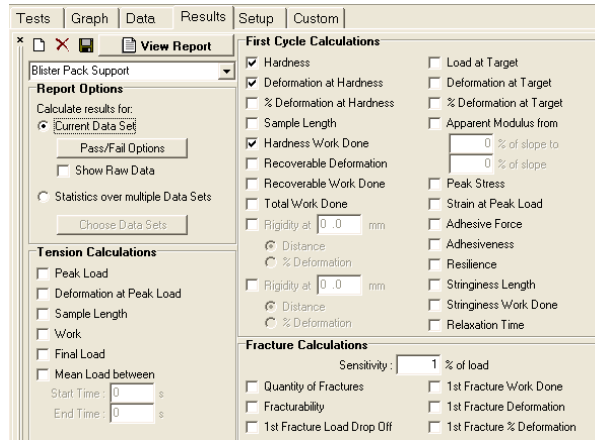 Tests Graph Data Results Setup Custom
View Report
Blister Pack Support
Report Options
Calculate results for:
Current Data Set
Pass/Fail Options
Show Raw Data
Statistics over multiple Data Sets
Choose Data Sets
Tension Calculations
Peak Load
Deformation at Peak Load
Sample Length
Work
Final Load
Mean Load between
Start Time : 0 s
End Time : 0 s
First Cycle Calculations
Hardness
Deformation at Hardness
% Deformation at Hardness
Sample Length
Hardness Work Done
Recoverable Deformation
Recoverable Work Done
Total Work Done
Rigidity at 0 .0 mm
Distance
% Deformation
Rigidity at 0 .0 mm
Distance
% Deformation
Load at Target
Deformation at Target
% Deformation at Target
Apparent Modulus from
0 % of slope to
0 % of slope
Peak Stress
Strain at Peak Load
Adhesive Force
Adhesiveness
Resilience
Stringiness Length
Stringiness Work Done
Relaxation Time
Fracture Calculations
Sensitivity : 1 % of load
Quantity of Fractures
Fracturability
1st Fracture Load Drop Off
1st Fracture Work Done
1st Fracture Deformation
1st Fracture % Deformation